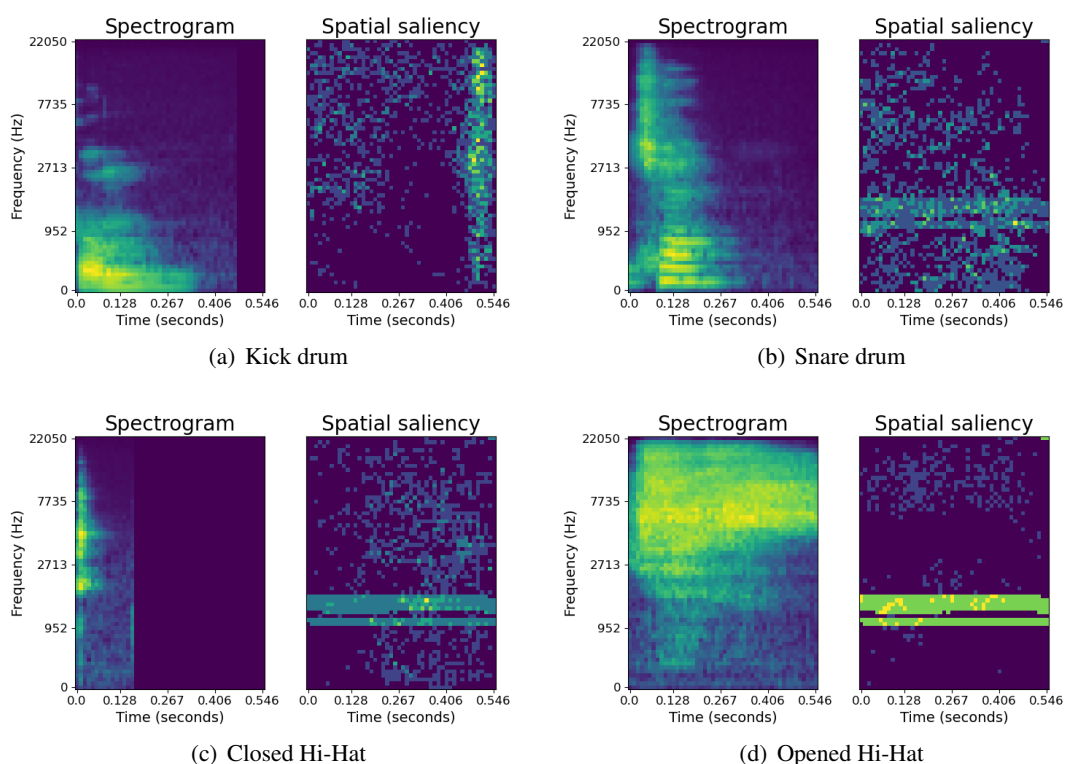 Spectrogram Spatial saliency
22050
7735
2713
952
0
Frequency (Hz)
0.0 0.128 0.267 0.406 0.546 0.0 0.128 0.267 0.406 0.546
Time (seconds) Time (seconds)
(a) Kick drum
Spectrogram Spatial saliency
22050
7735
2713
952
0
Frequency (Hz)
0.0 0.128 0.267 0.406 0.546 0.0 0.128 0.267 0.406 0.546
Time (seconds) Time (seconds)
(b) Snare drum
Spectrogram Spatial saliency
22050
7735
2713
952
0
Frequency (Hz)
0.0 0.128 0.267 0.406 0.546 0.0 0.128 0.267 0.406 0.546
Time (seconds) Time (seconds)
(c) Closed Hi-Hat
Spectrogram Spatial saliency
22050
7735
2713
952
0
Frequency (Hz)
0.0 0.128 0.267 0.406 0.546 0.0 0.128 0.267 0.406 0.546
Time (seconds) Time (seconds)
(d) Opened Hi-Hat